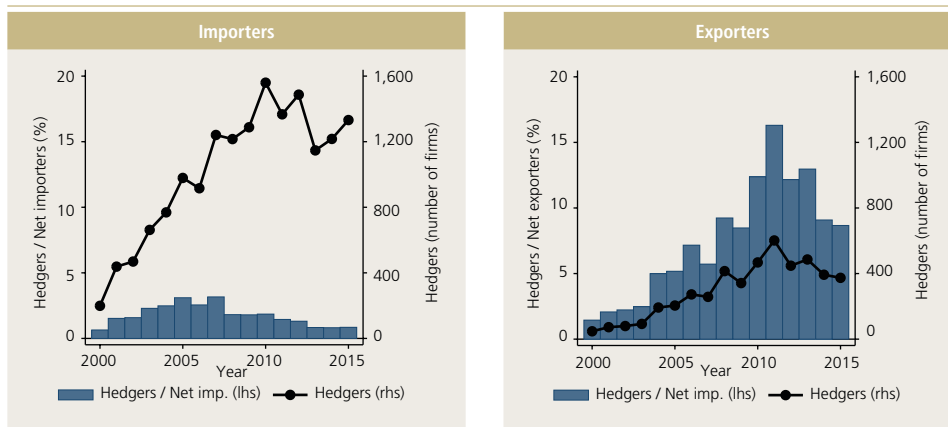 Importers
Hedgers / Net importers (%)
20
15
10
5
0
1,600
1,200
800
400
0
Hedgers (number of firms)
2000 2005 2010 2015
Year
Hedgers / Net imp. (lhs) Hedgers (rhs)
Exporters
Hedgers / Net exporters (%)
20
15
10
5
0
1,600
1,200
800
400
0
Hedgers (number of firms)
2000 2005 2010 2015
Year
Hedgers / Net imp. (lhs) Hedgers (rhs)